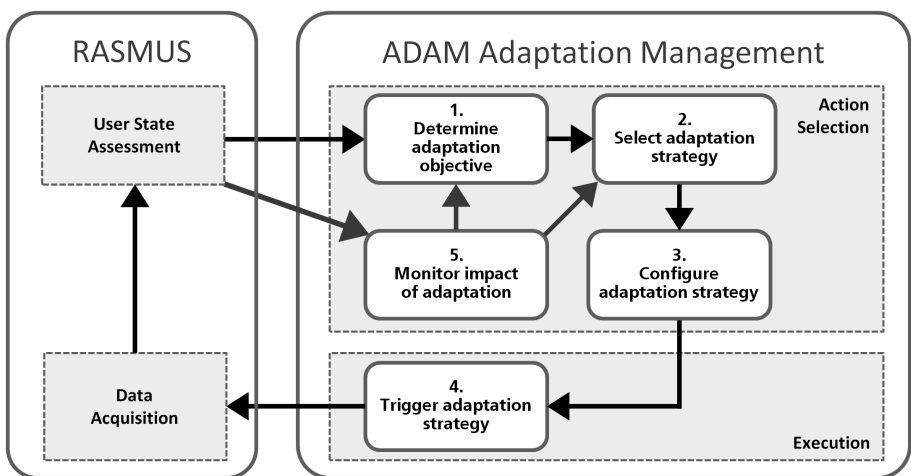 RASMUS
User State
Assessment
Data
Acquisition
ADAM Adaptation Management
Action
Selection
1.
Determine
adaptation
objective
2.
Select adaptation
strategy
5.
Monitor impact
of adaptation
3.
Configure
adaptation strategy
4.
Trigger adaptation
strategy
Execution